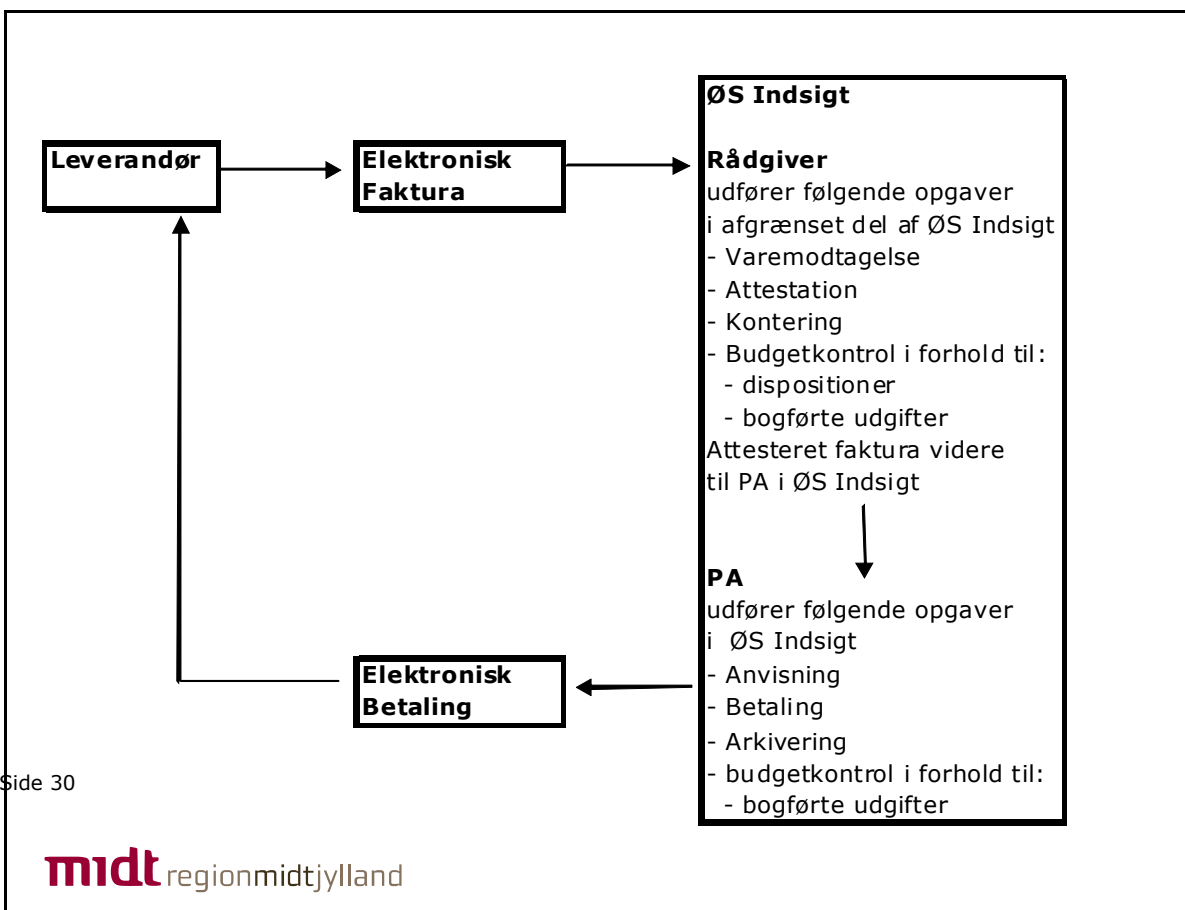 ØS Indsigt
Leverandør
Elektronisk
Faktura
Rådgiver
udfører følgende opgaver
i afgrænset del af ØS Indsigt
- Varemodtagelse
- Attestation
- Kontering
- Budgetkontrol i forhold til:
- dispositioner
- bogførte udgifter
Attesteret faktura videre
til PA i ØS Indsigt
PA
udfører følgende opgaver
i ØS Indsigt
- Anvisning
- Betaling
- Arkivering
- budgetkontrol i forhold til:
- bogførte udgifter
Elektronisk
Betaling
Side 30
midt regionmidtjylland